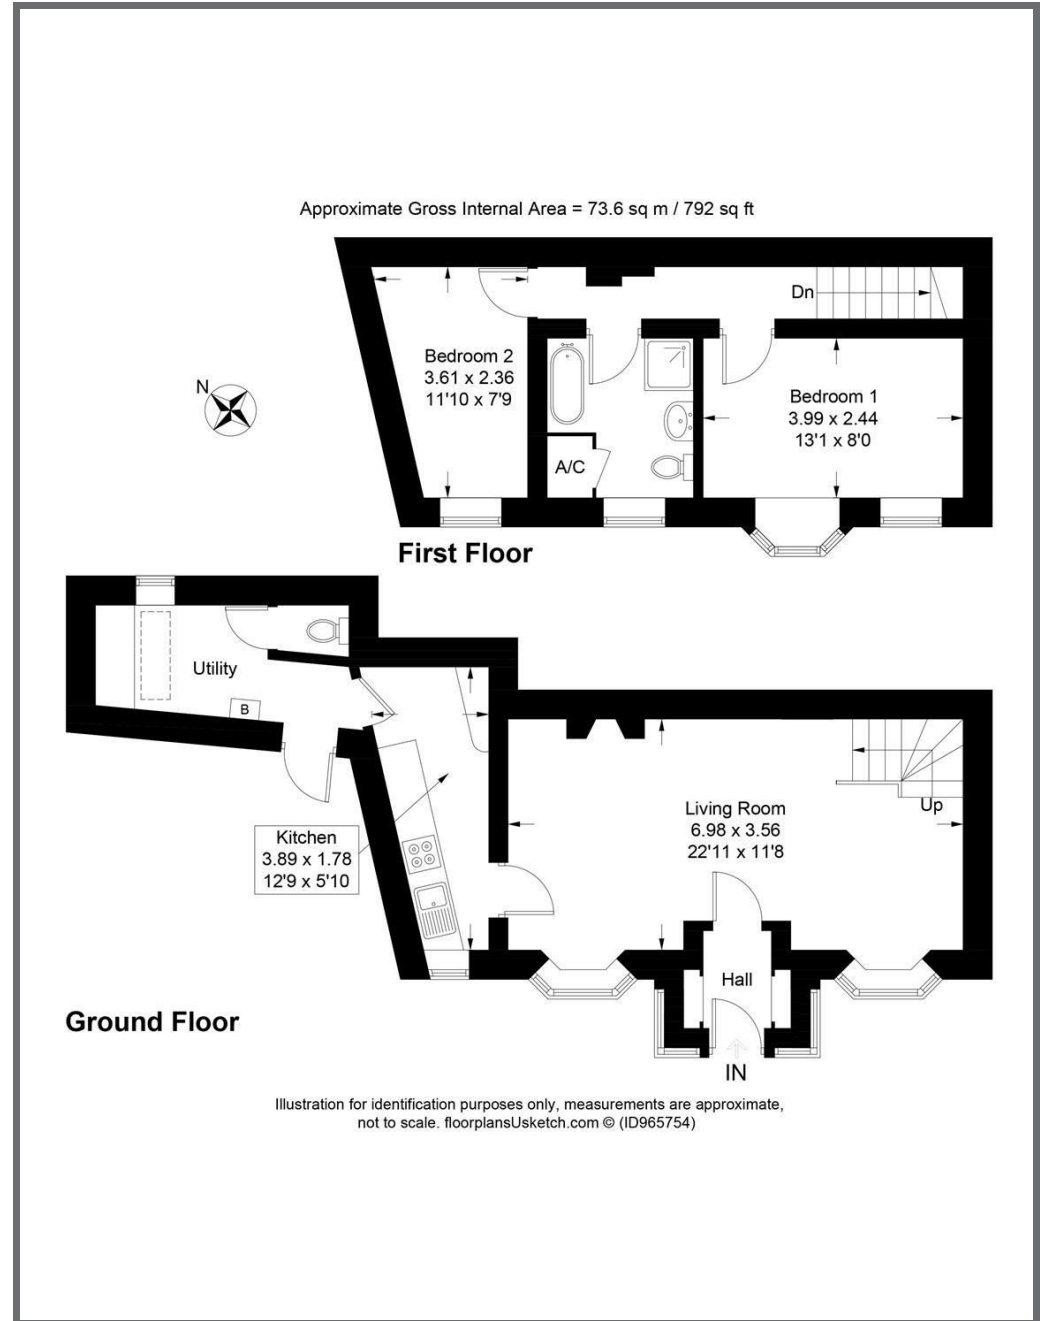 Approximate Gross Internal Area = 73.6 sq m / 792 sq ft
Dn
Bedroom 2
3.61 x 2.36
11'10 x 7'9
N
Bedroom 1
3.99 x 2.44
13'1 x 8'0
A/C
First Floor
Utility
B
Living Room
6.98 x 3.56
22'11 x 11'8
Up
Kitchen
3.89 x 1.78
12'9 x 5'10
Hall
Ground Floor
IN
Illustration for identification purposes only, measurements are approximate,
not to scale. floorplansUsketch.com © (ID965754)